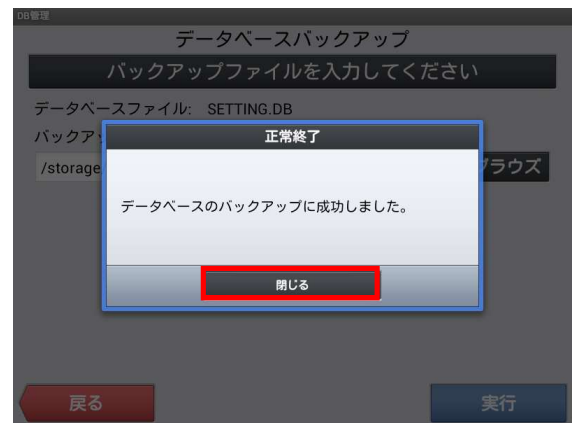 DB管理
データベースバックアップ
バックアップファイルを入力してください
データベースファイル: SETTING.DB
バックア
正常終了
/storage
ブラウズ
データベースのバックアップに成功しました。
閉じる
戻る
実行